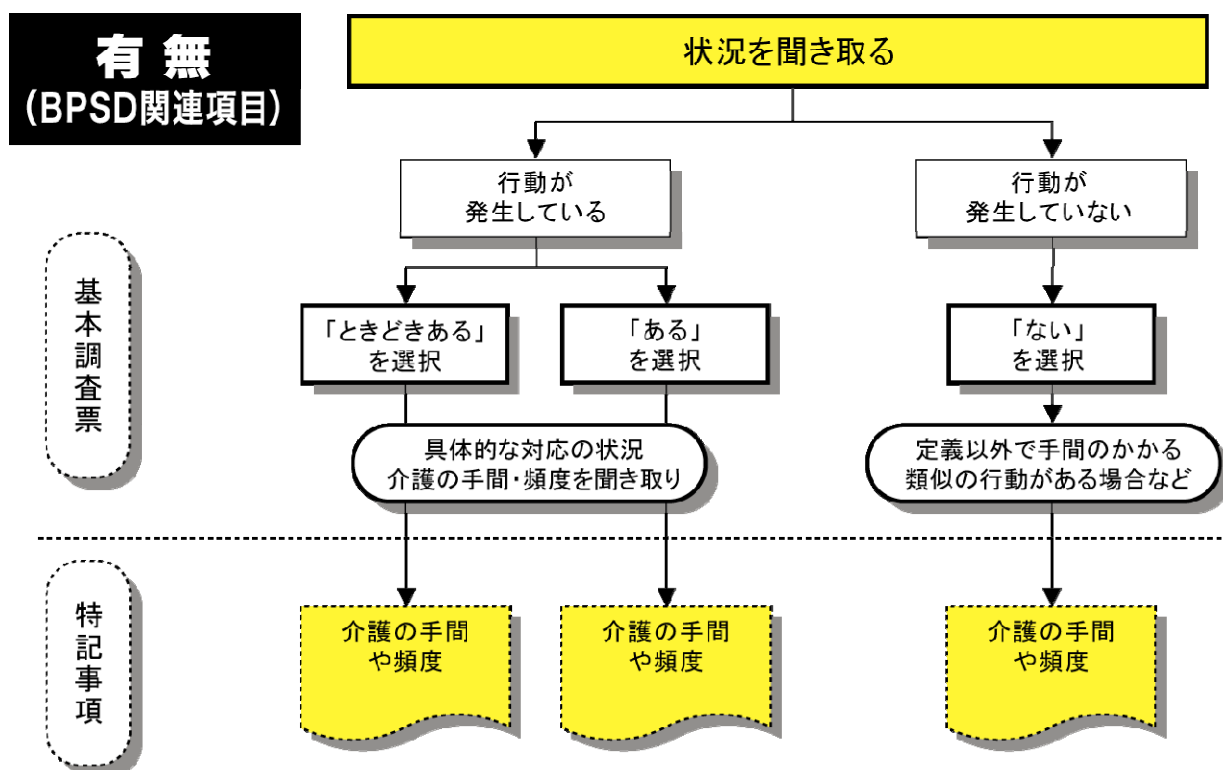 有無
(BPSD関連項目)
状況を聞き取る
行動が
発生している
行動が
発生していない
基本調査票
「ときどきある」
を選択
「ある」
を選択
「ない」
を選択
具体的な対応の状況
介護の手間・頻度を聞き取り
定義以外で手間のかかる
類似の行動がある場合など
特記事項
介護の手間
や頻度
介護の手間
や頻度
介護の手間
や頻度